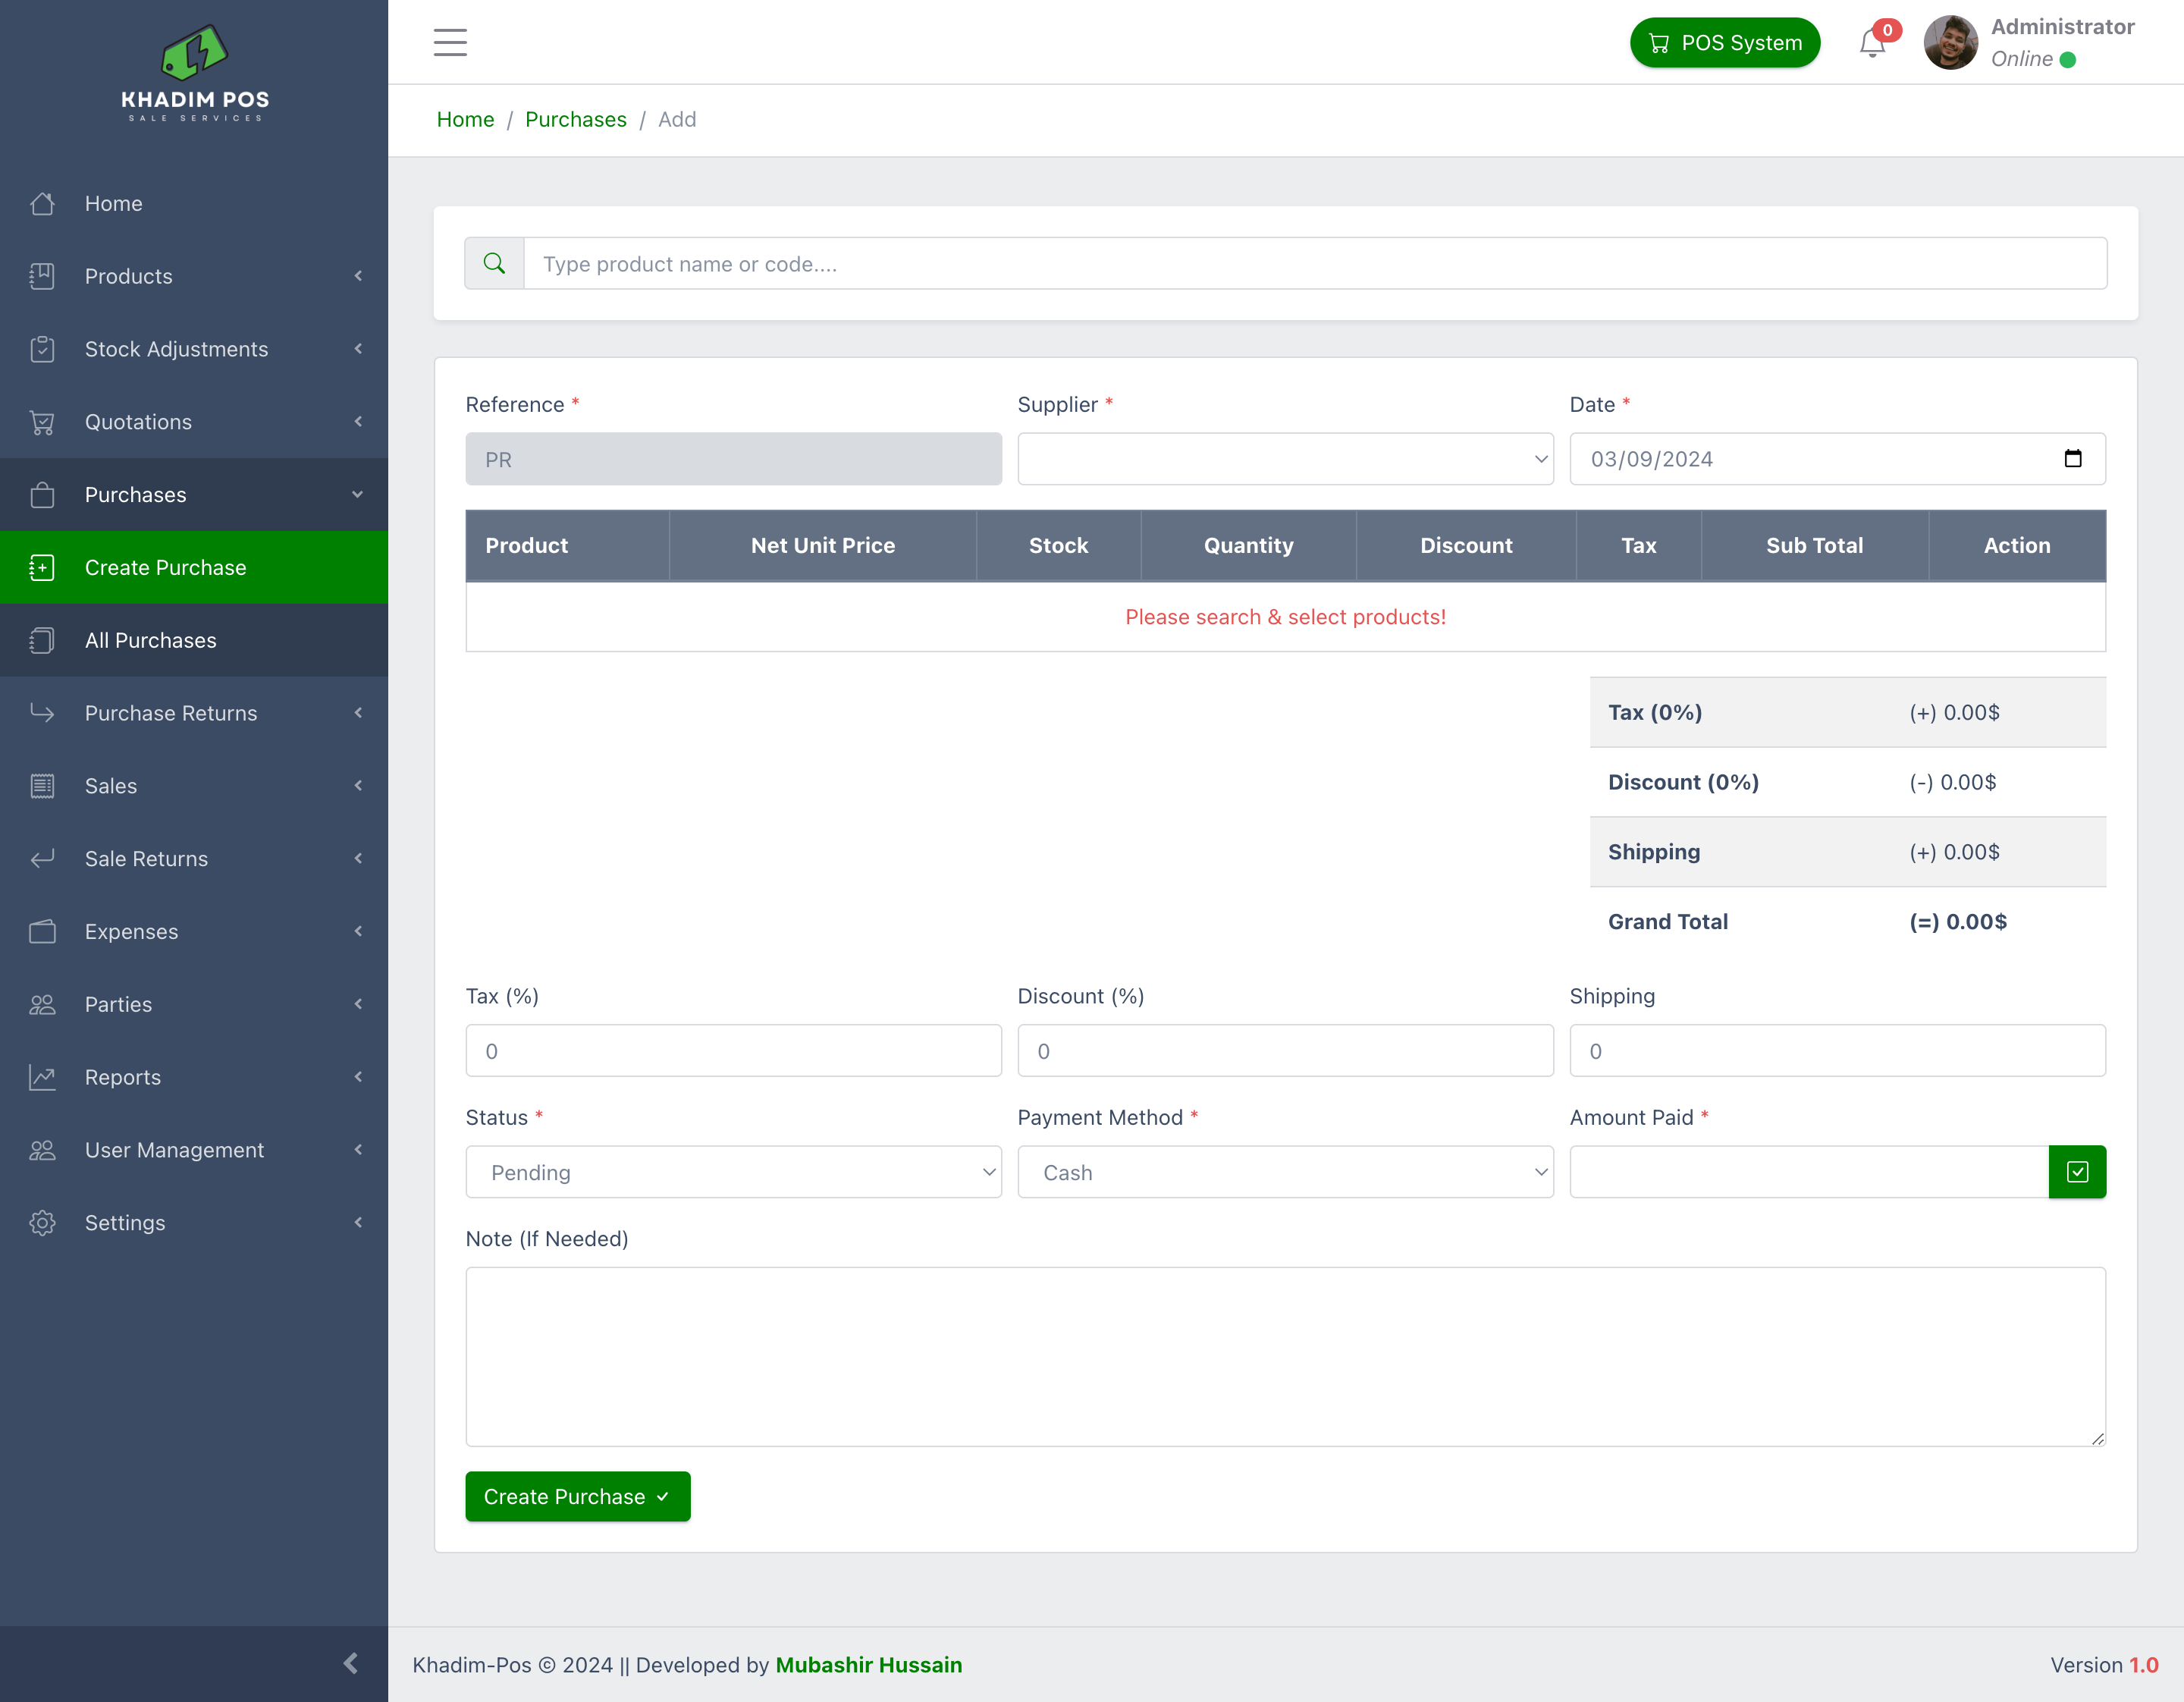 KHADIM POS
SALE SERVICES
POS System
0
Administrator
Online
Home / Purchases / Add
Home
Products
Stock Adjustments
Quotations
Purchases
Create Purchase
All Purchases
Purchase Returns
Sales
Sale Returns
Expenses
Parties
Reports
User Management
Settings
Type product name or code....
Reference * Supplier * Date *
PR 03/09/2024
Product Net Unit Price Stock Quantity Discount Tax Sub Total Action
Please search & select products!
Tax (0%) (+) 0.00$
Discount (0%) (-) 0.00$
Shipping (+) 0.00$
Grand Total (=) 0.00$
Tax (%) Discount (%) Shipping
0 0 0
Status * Payment Method * Amount Paid *
Pending Cash
Note (If Needed)
Create Purchase
Khadim-Pos © 2024 || Developed by Mubashir Hussain
Version 1.0